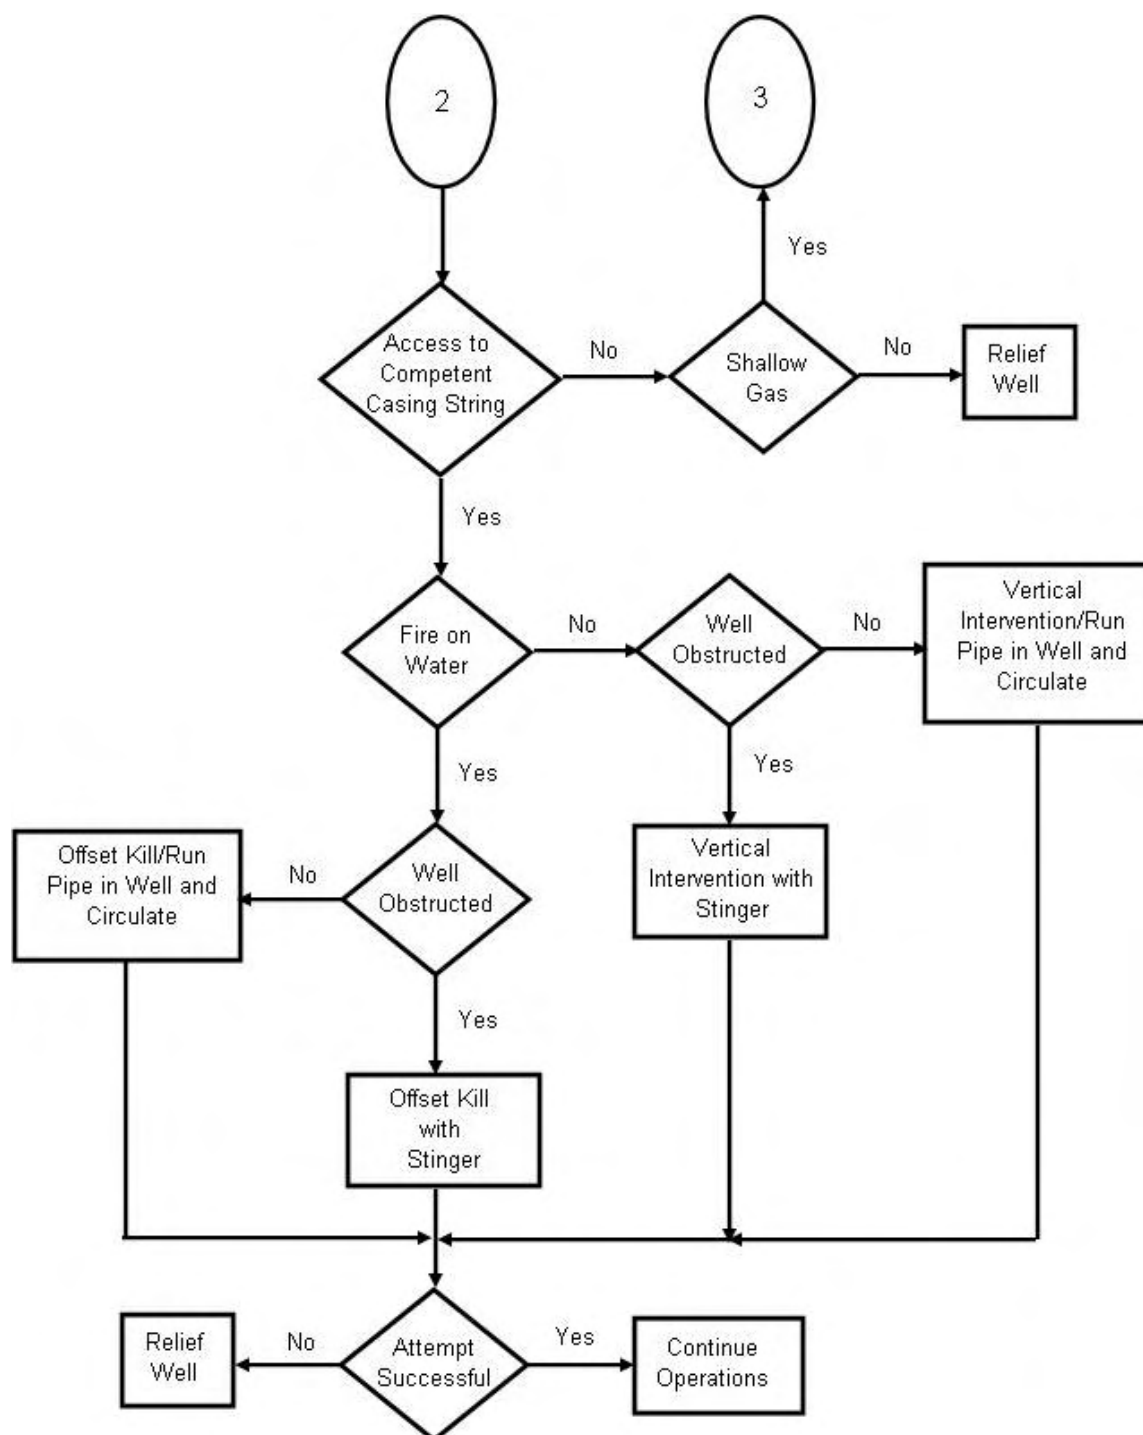 2
3
Yes
Access to
Competent
Casing String
No
Shallow
Gas
No
Relief
Well
Yes
Fire on
Water
No
Well
Obstructed
No
Vertical
Intervention/Run
Pipe in Well and
Circulate
Yes
Yes
Offset Kill/Run
Pipe in Well and
Circulate
No
Well
Obstructed
Vertical
Intervention with
Stinger
Yes
Offset Kill
with
Stinger
Relief
Well
No
Attempt
Successful
Yes
Continue
Operations